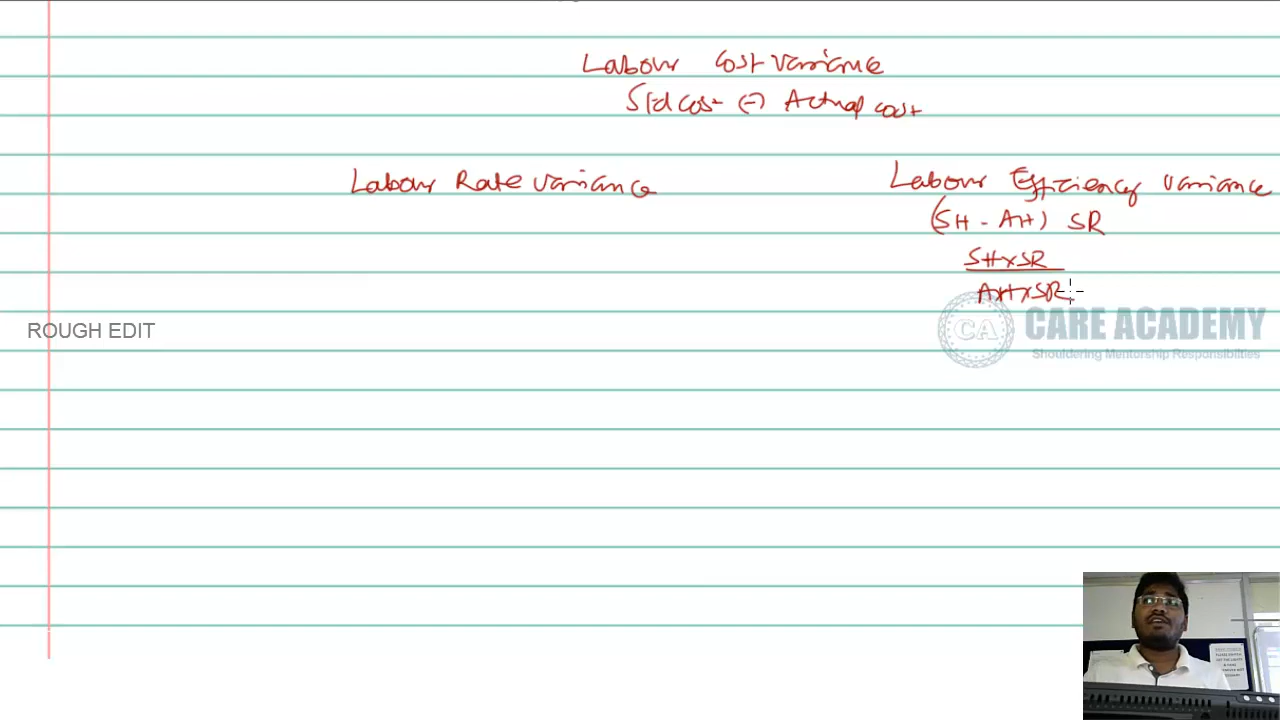 Labour Cost Variance
Std Cost (-) Actual Cost
Labour Rate Variance
Labour Efficiency Variance
(SH - AH) SR
SH x SR
AH x SR
ROUGH EDIT
CA
CARE ACADEMY
Shouldering Mentorship Responsibilities